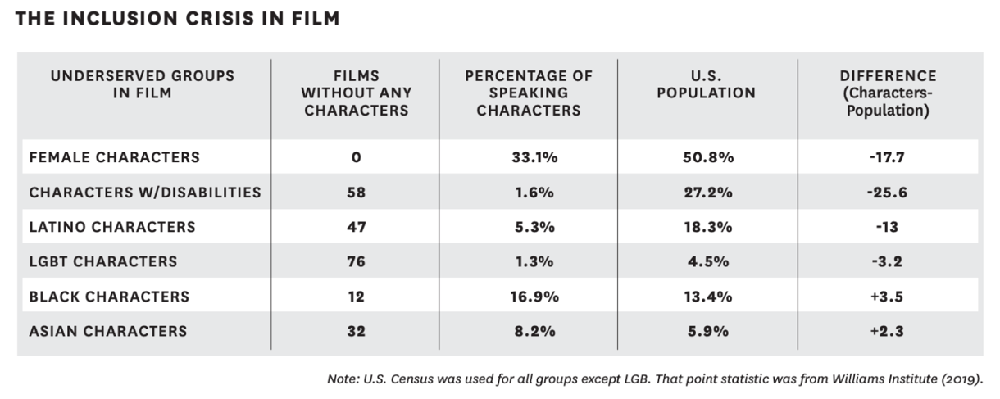 THE INCLUSION CRISIS IN FILM
UNDERSERVED GROUPS
IN FILM
FILMS
WITHOUT ANY
CHARACTERS
PERCENTAGE OF
SPEAKING
CHARACTERS
U.S.
POPULATION
DIFFERENCE
(Characters-
Population)
FEMALE CHARACTERS 0 33.1% 50.8% -17.7
CHARACTERS W/DISABILITIES 58 1.6% 27.2% -25.6
LATINO CHARACTERS 47 5.3% 18.3% -13
LGBT CHARACTERS 76 1.3% 4.5% -3.2
BLACK CHARACTERS 12 16.9% 13.4% +3.5
ASIAN CHARACTERS 32 8.2% 5.9% +2.3
Note: U.S. Census was used for all groups except LGB. That point statistic was from Williams Institute (2019).